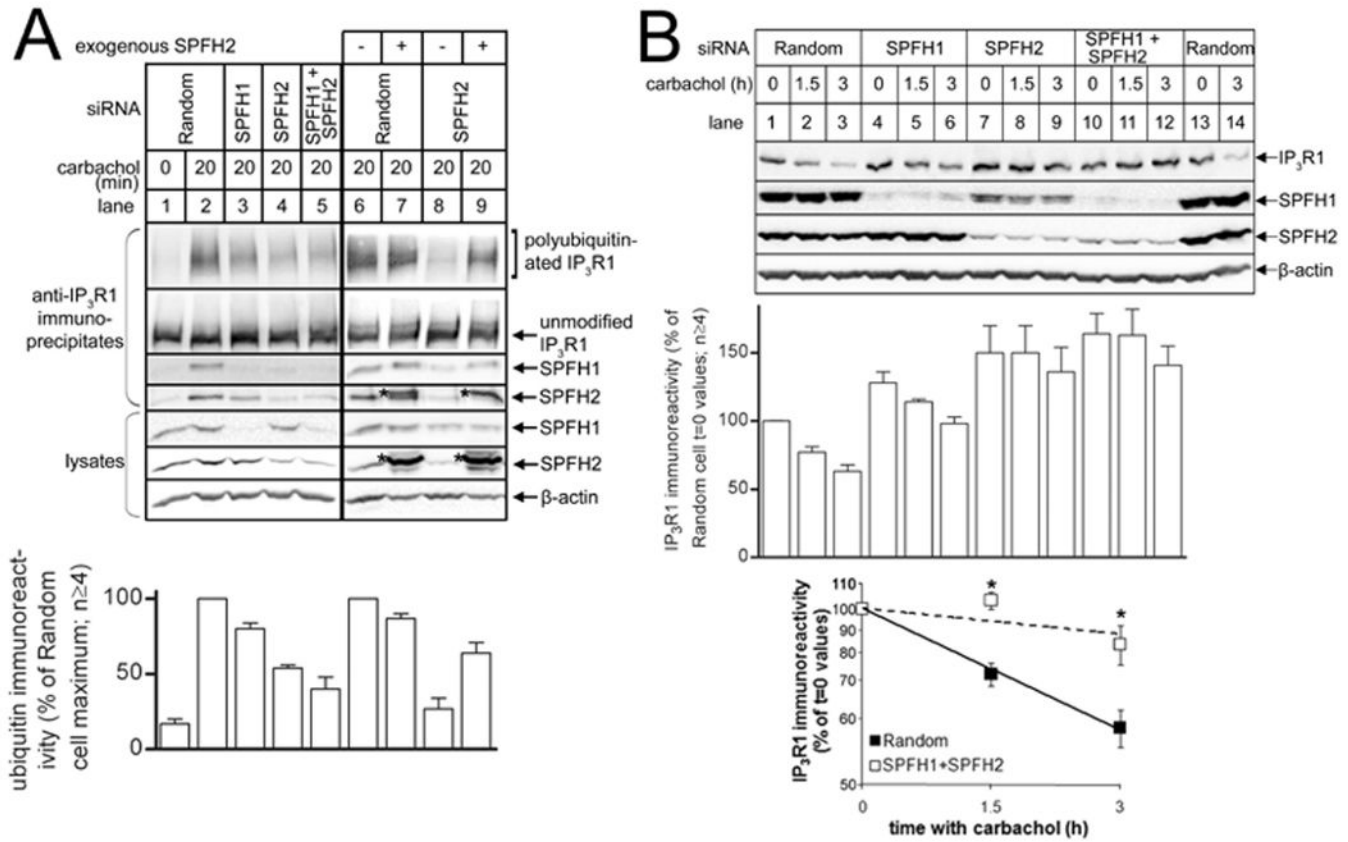 A
exogenous SPFH2 - + - +
siRNA Random SPFH1 SPFH2 SPFH1 + SPFH2 Random SPFH2
carbachol (min) 0 20 20 20 20 20 20 20 20
lane 1 2 3 4 5 6 7 8 9
anti-IP3R1
immuno-
precipitates
polyubiquitin-
ated IP3R1
unmodified
IP3R1
SPFH1
* * SPFH2
lysates
SPFH1
* * SPFH2
β-actin
ubiquitin immunoreact-
ivity (% of Random
cell maximum; n≥4)
100
50
0
B
siRNA Random SPFH1 SPFH2 SPFH1 + SPFH2 Random
carbachol (h) 0 1.5 3 0 1.5 3 0 1.5 3 0 1.5 3 0 3
lane 1 2 3 4 5 6 7 8 9 10 11 12 13 14
IP3R1
SPFH1
SPFH2
β-actin
IP3R1 immunoreactivity (% of
Random cell t=0 values; n≥4)
150
100
50
0
IP3R1 immunoreactivity
(% of t=0 values)
110
100
90
80
70
60
50
* *
Random
SPFH1+SPFH2
0 1.5 3
time with carbachol (h)